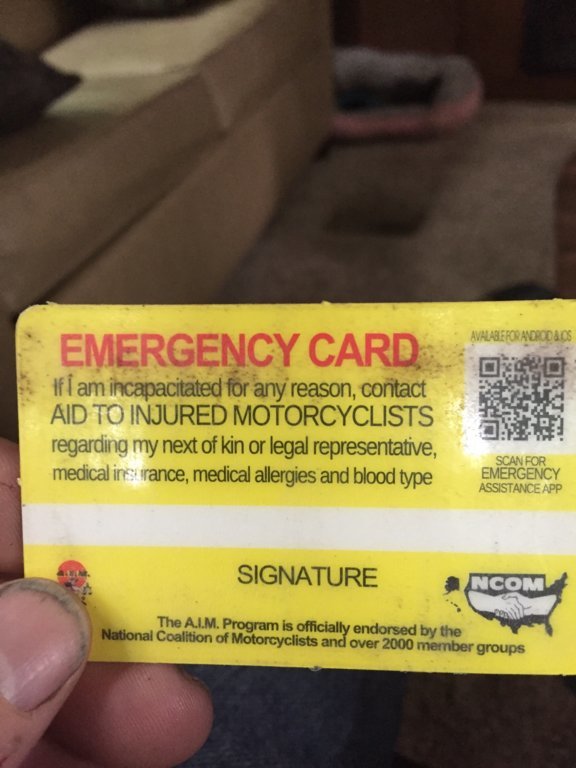 EMERGENCY CARD
If I am incapacitated for any reason, contact
AID TO INJURED MOTORCYCLISTS
regarding my next of kin or legal representative,
medical insurance, medical allergies and blood type
AVAILABLE FOR ANDROID & IOS
SCAN FOR
EMERGENCY
ASSISTANCE APP
SIGNATURE
NCOM
The A.I.M. Program is officially endorsed by the
National Coalition of Motorcyclists and over 2000 member groups